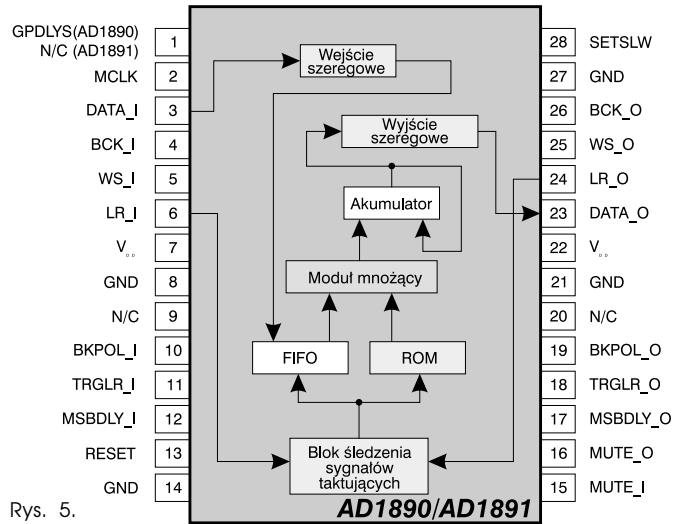 GPDLYS(AD1890)
N/C (AD1891)
1
MCLK
2
DATA_I
3
BCK_I
4
WS_I
5
LR_I
6
V_DD
7
GND
8
N/C
9
BKPOL_I
10
TRGLR_I
11
MSBDLY_I
12
RESET
13
GND
14
28 SETSLW
27 GND
26 BCK_O
25 WS_O
24 LR_O
23 DATA_O
22 V_DD
21 GND
20 N/C
19 BKPOL_O
18 TRGLR_O
17 MSBDLY_O
16 MUTE_O
15 MUTE_I
Wejście
szeregowe
Wyjście
szeregowe
Akumulator
Moduł mnożący
FIFO
ROM
Blok śledzenia
sygnałów
taktujących
AD1890/AD1891
Rys. 5.